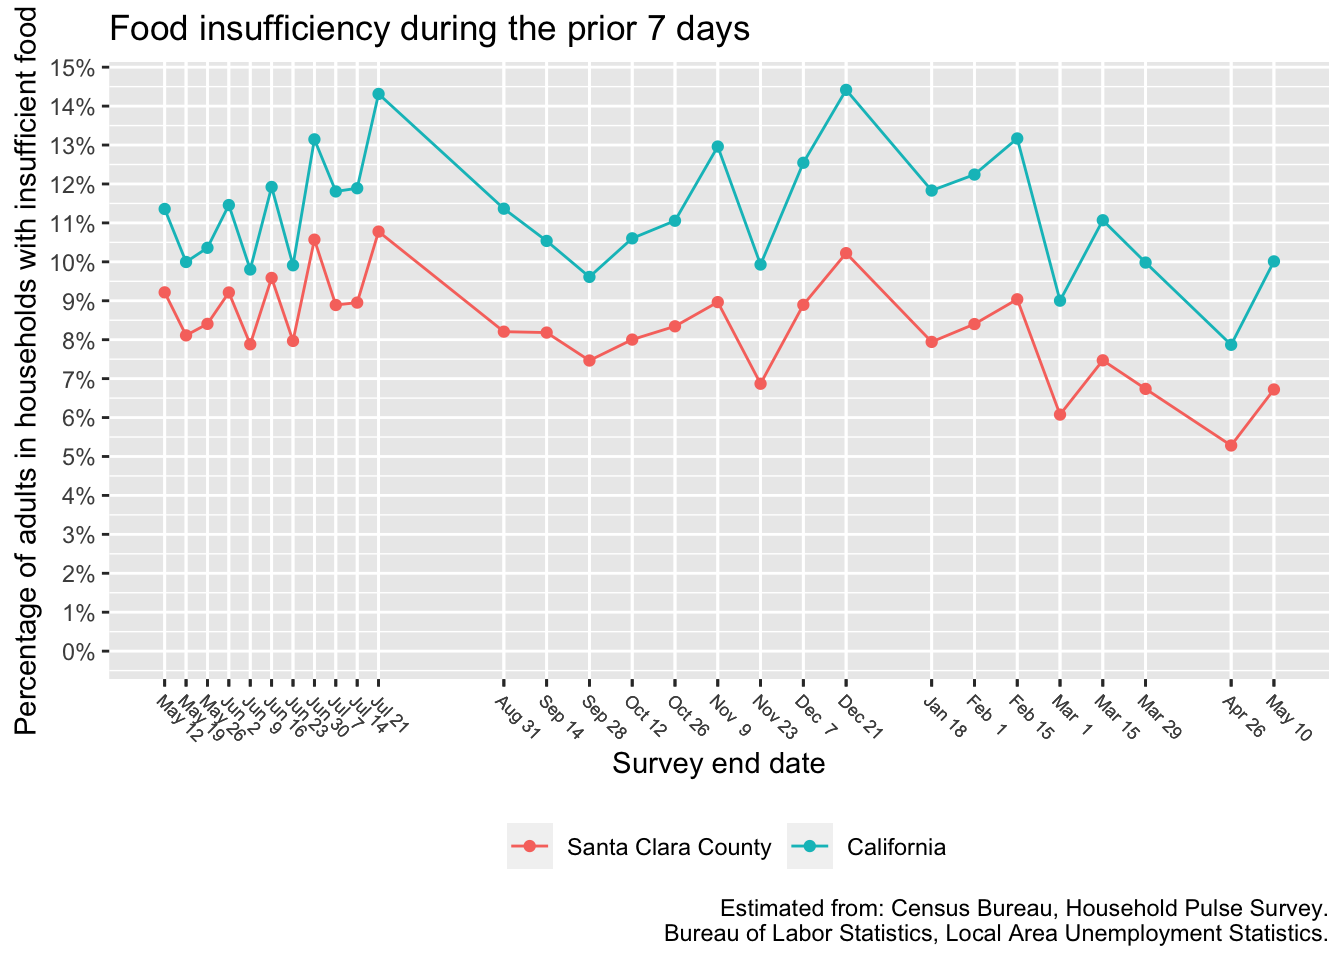 Food insufficiency during the prior 7 days
Percentage of adults in households with insufficient food
15%
14%
13%
12%
11%
10%
9%
8%
7%
6%
5%
4%
3%
2%
1%
0%
May 12
May 19
May 26
Jun 2
Jun 9
Jun 16
Jun 23
Jun 30
Jul 7
Jul 14
Jul 21
Aug 31
Sep 14
Sep 28
Oct 12
Oct 26
Nov 9
Nov 23
Dec 7
Dec 21
Jan 18
Feb 1
Feb 15
Mar 1
Mar 15
Mar 29
Apr 26
May 10
Survey end date
Santa Clara County
California
Estimated from: Census Bureau, Household Pulse Survey.
Bureau of Labor Statistics, Local Area Unemployment Statistics.